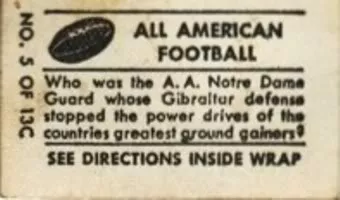 ALL AMERICAN
FOOTBALL
NO. 5 OF 13C
Who was the A.A. Notre Dame
Guard whose Gibraltar defense
stopped the power drives of the
countries greatest ground gainers?
SEE DIRECTIONS INSIDE WRAP